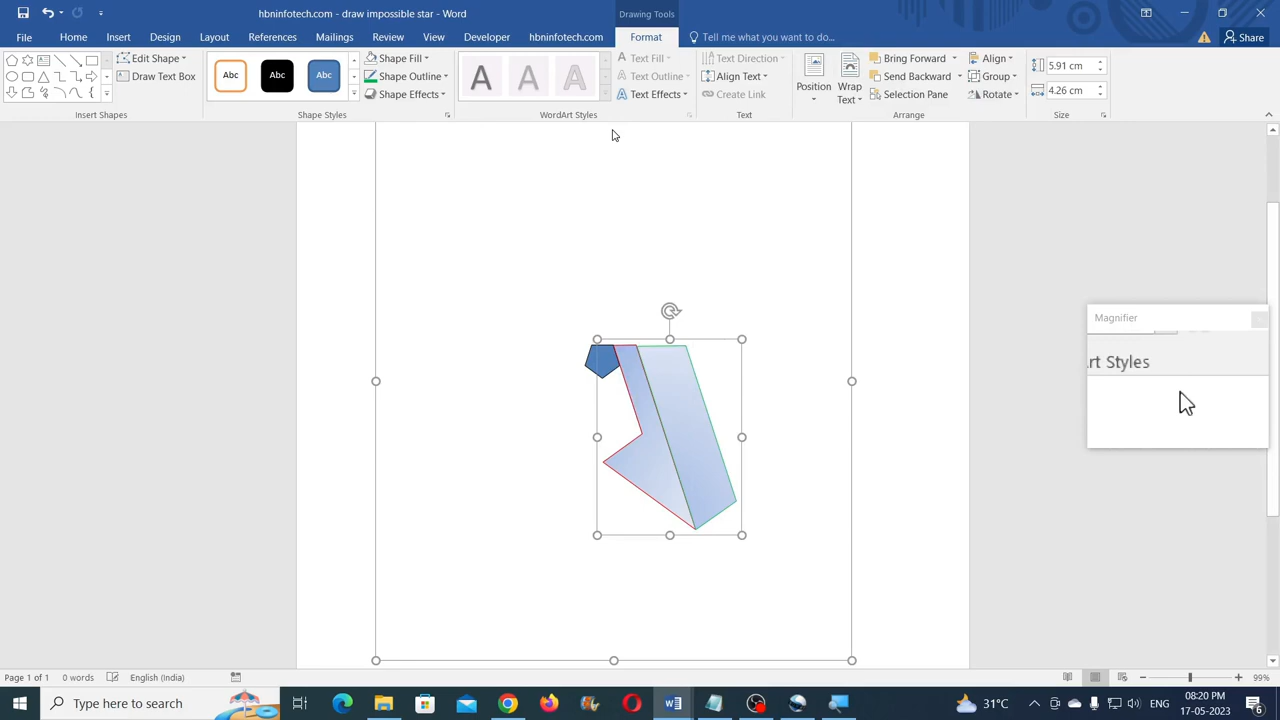 hbninfotech.com - draw impossible star - Word
Drawing Tools
File Home Insert Design Layout References Mailings Review View Developer hbninfotech.com Format Tell me what you want to do... Share
Edit Shape
Draw Text Box
Insert Shapes
Abc Abc Abc
Shape Fill
Shape Outline
Shape Effects
Shape Styles
A A A
Text Fill
Text Outline
Text Effects
WordArt Styles
Text Direction
Align Text
Create Link
Text
Position
Wrap
Text
Bring Forward
Send Backward
Selection Pane
Align
Group
Rotate
Arrange
5.91 cm
4.26 cm
Size
Magnifier
rt Styles
Page 1 of 1 0 words English (India) 99%
Type here to search
31°C ENG 08:20 PM
17-05-2023 6